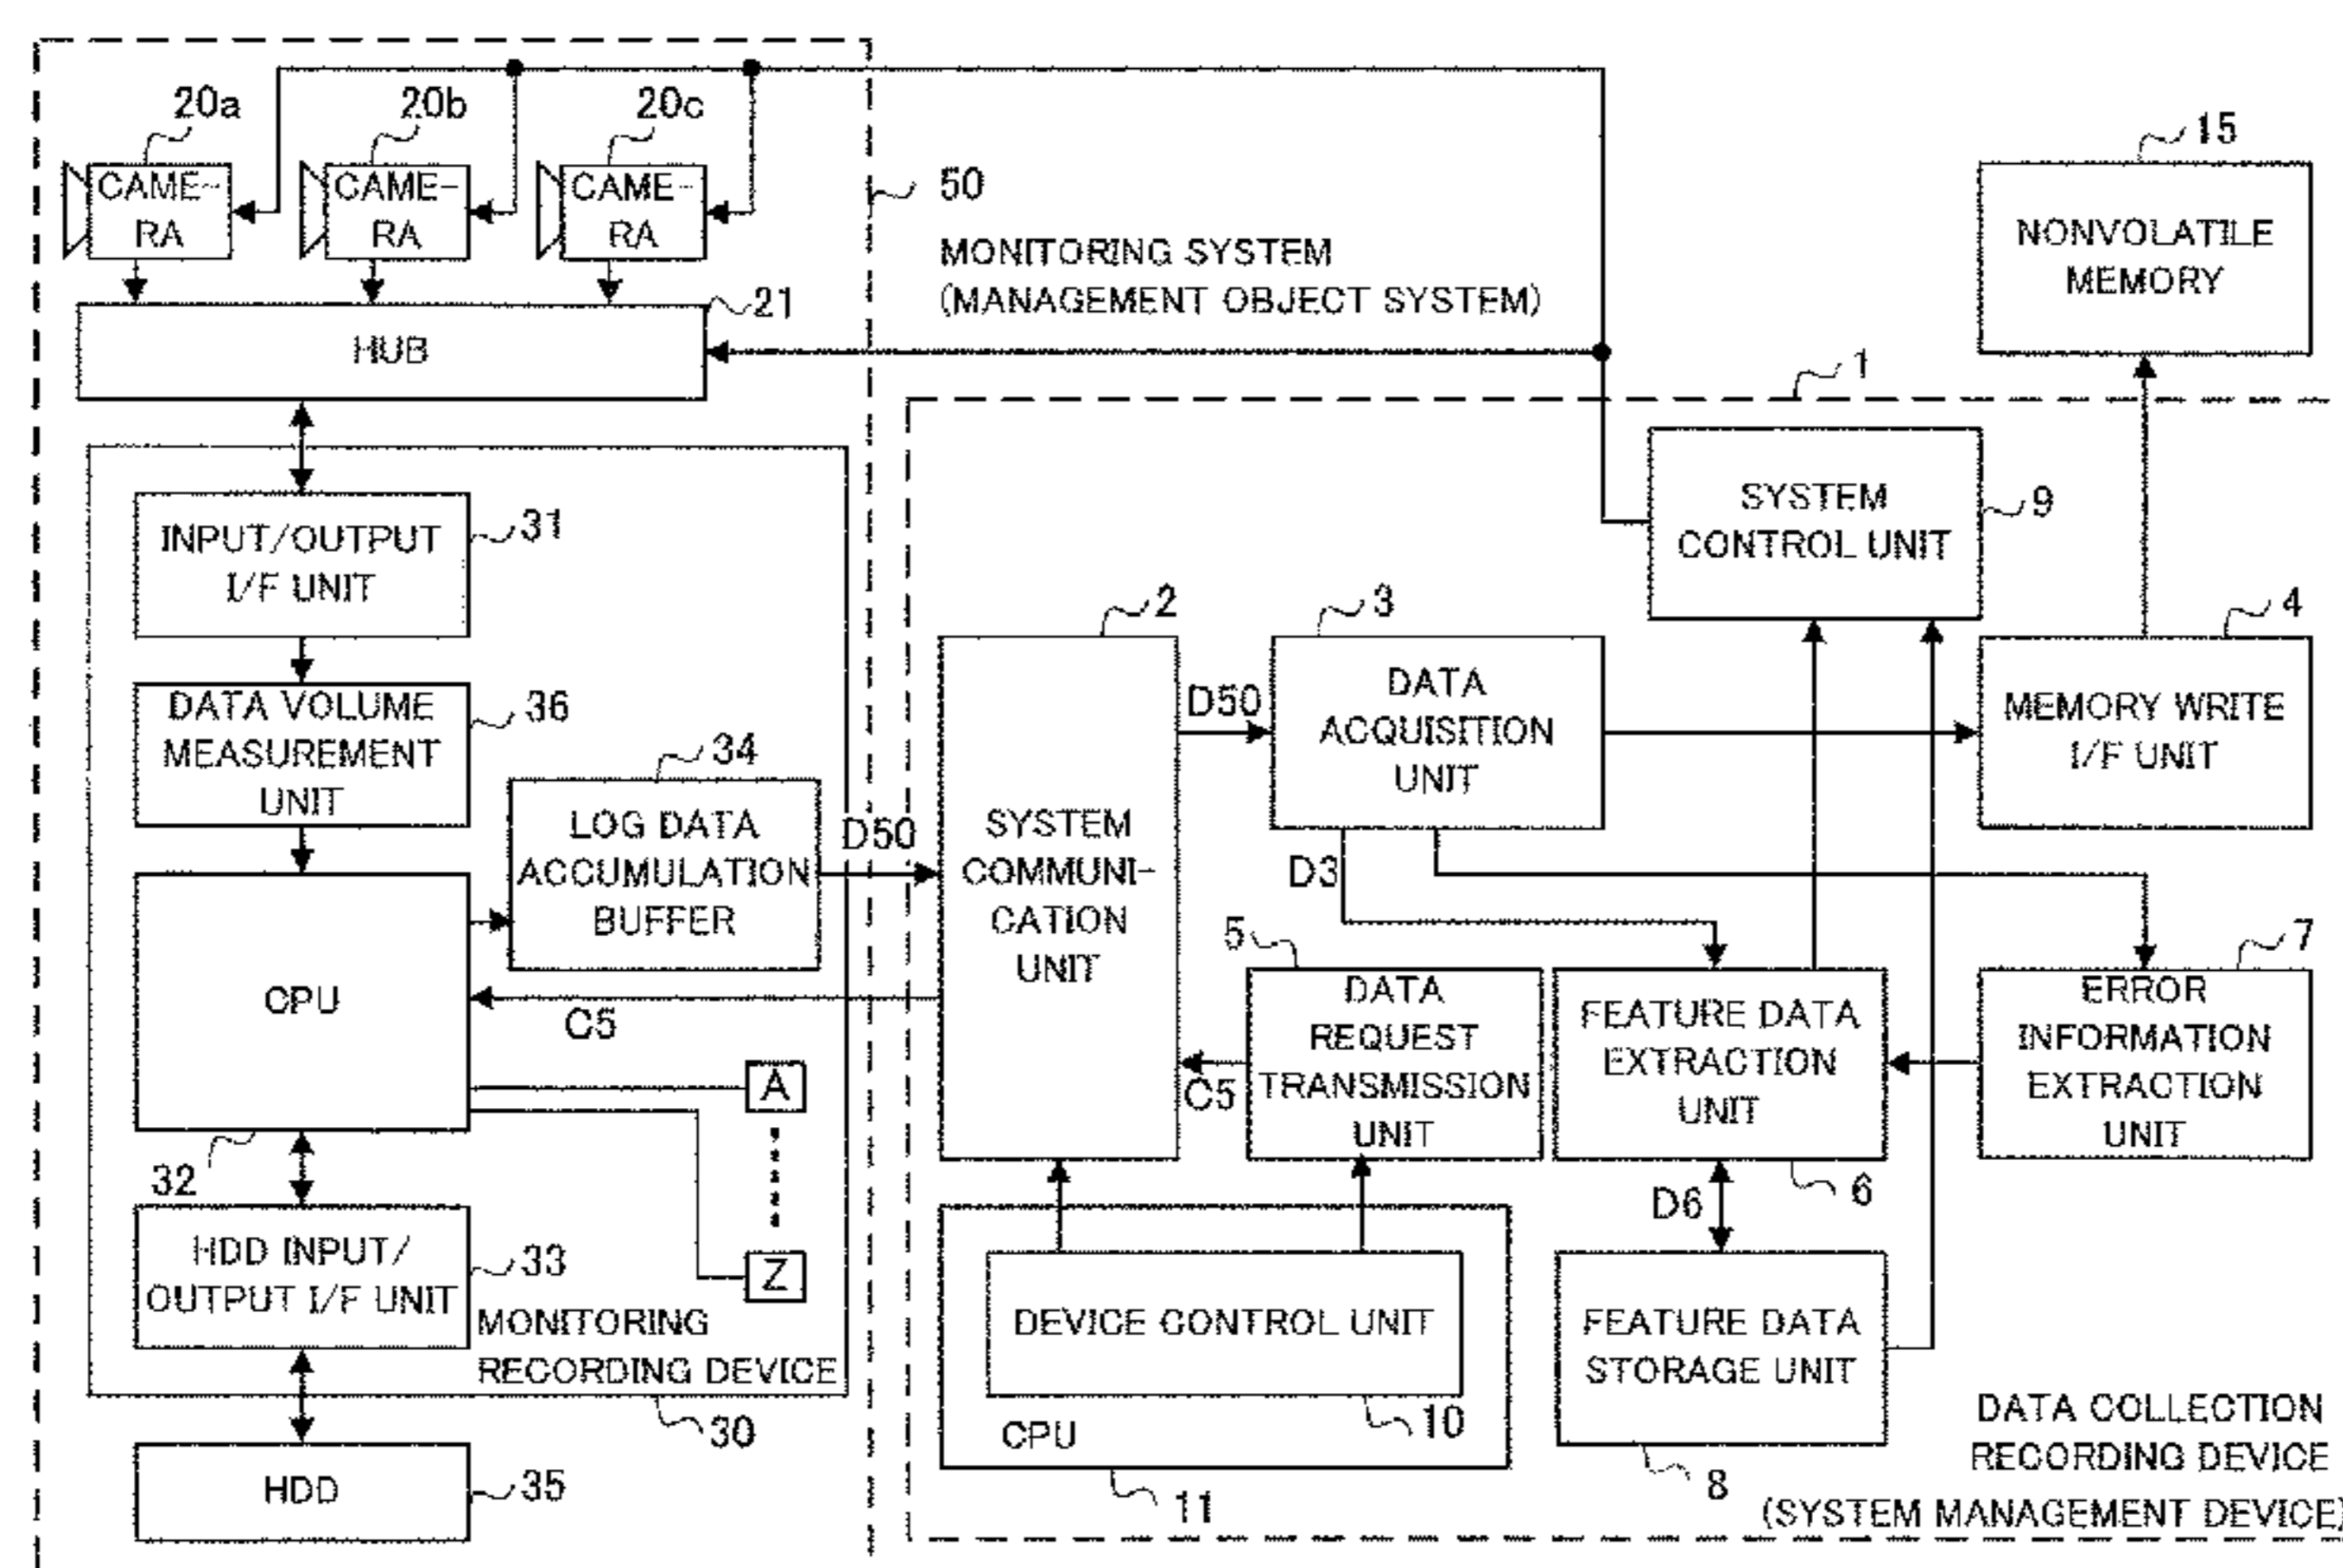 20a
20b
20c
CAME-
RA
CAME-
RA
CAME-
RA
50
MONITORING SYSTEM
(MANAGEMENT OBJECT SYSTEM)
15
NONVOLATILE
MEMORY
21
HUB
1
INPUT/OUTPUT
I/F UNIT
31
SYSTEM
CONTROL UNIT
9
DATA VOLUME
MEASUREMENT
UNIT
36
34
LOG DATA
ACCUMULATION
BUFFER
D50
2
SYSTEM
COMMUNI-
CATION
UNIT
D50
3
DATA
ACQUISITION
UNIT
4
MEMORY WRITE
I/F UNIT
D3
CPU
32
C5
A
Z
5
DATA
REQUEST
TRANSMISSION
UNIT
C5
FEATURE DATA
EXTRACTION
UNIT
6
7
ERROR
INFORMATION
EXTRACTION
UNIT
D6
HDD INPUT/
OUTPUT I/F UNIT
33
MONITORING
RECORDING DEVICE
30
DEVICE CONTROL UNIT
10
CPU
11
FEATURE DATA
STORAGE UNIT
8
HDD
35
DATA COLLECTION
RECORDING DEVICE
(SYSTEM MANAGEMENT DEVICE)